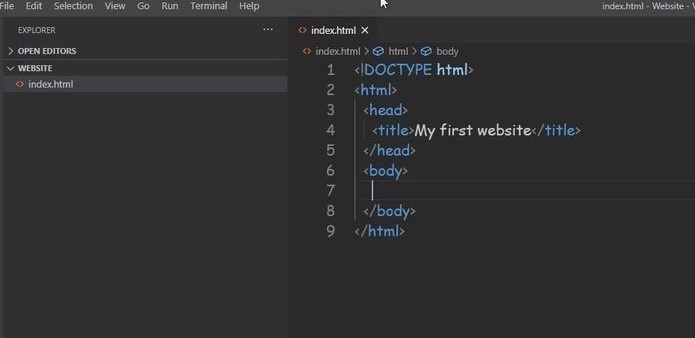 File Edit Selection View Go Run Terminal Help index.html - Website -
EXPLORER ...
OPEN EDITORS
WEBSITE
index.html
index.html
index.html > html > body
1 <!DOCTYPE html>
2 <html>
3 <head>
4 <title>My first website</title>
5 </head>
6 <body>
7
8 </body>
9 </html>